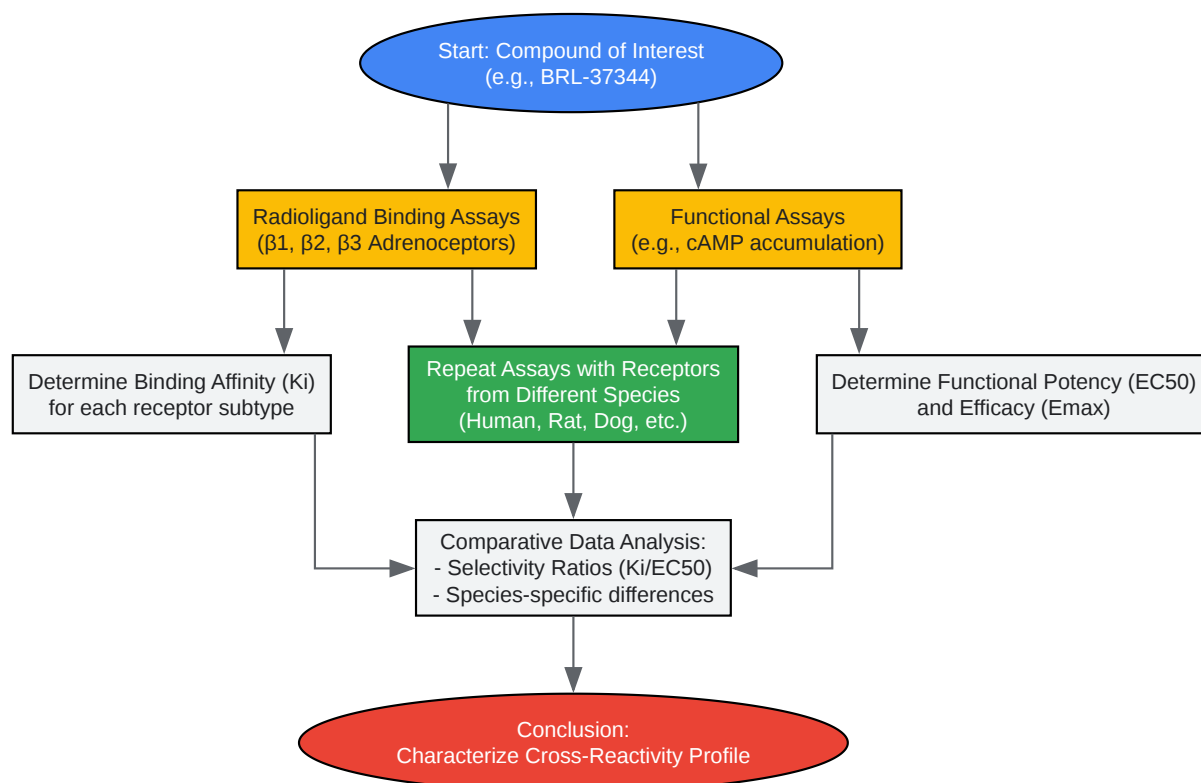 Start: Compound of Interest
(e.g., BRL-37344)
Radioligand Binding Assays
(β1, β2, β3 Adrenoceptors)
Functional Assays
(e.g., cAMP accumulation)
Determine Binding Affinity (Ki)
for each receptor subtype
Repeat Assays with Receptors
from Different Species
(Human, Rat, Dog, etc.)
Determine Functional Potency (EC50)
and Efficacy (Emax)
Comparative Data Analysis:
- Selectivity Ratios (Ki/EC50)
- Species-specific differences
Conclusion:
Characterize Cross-Reactivity Profile